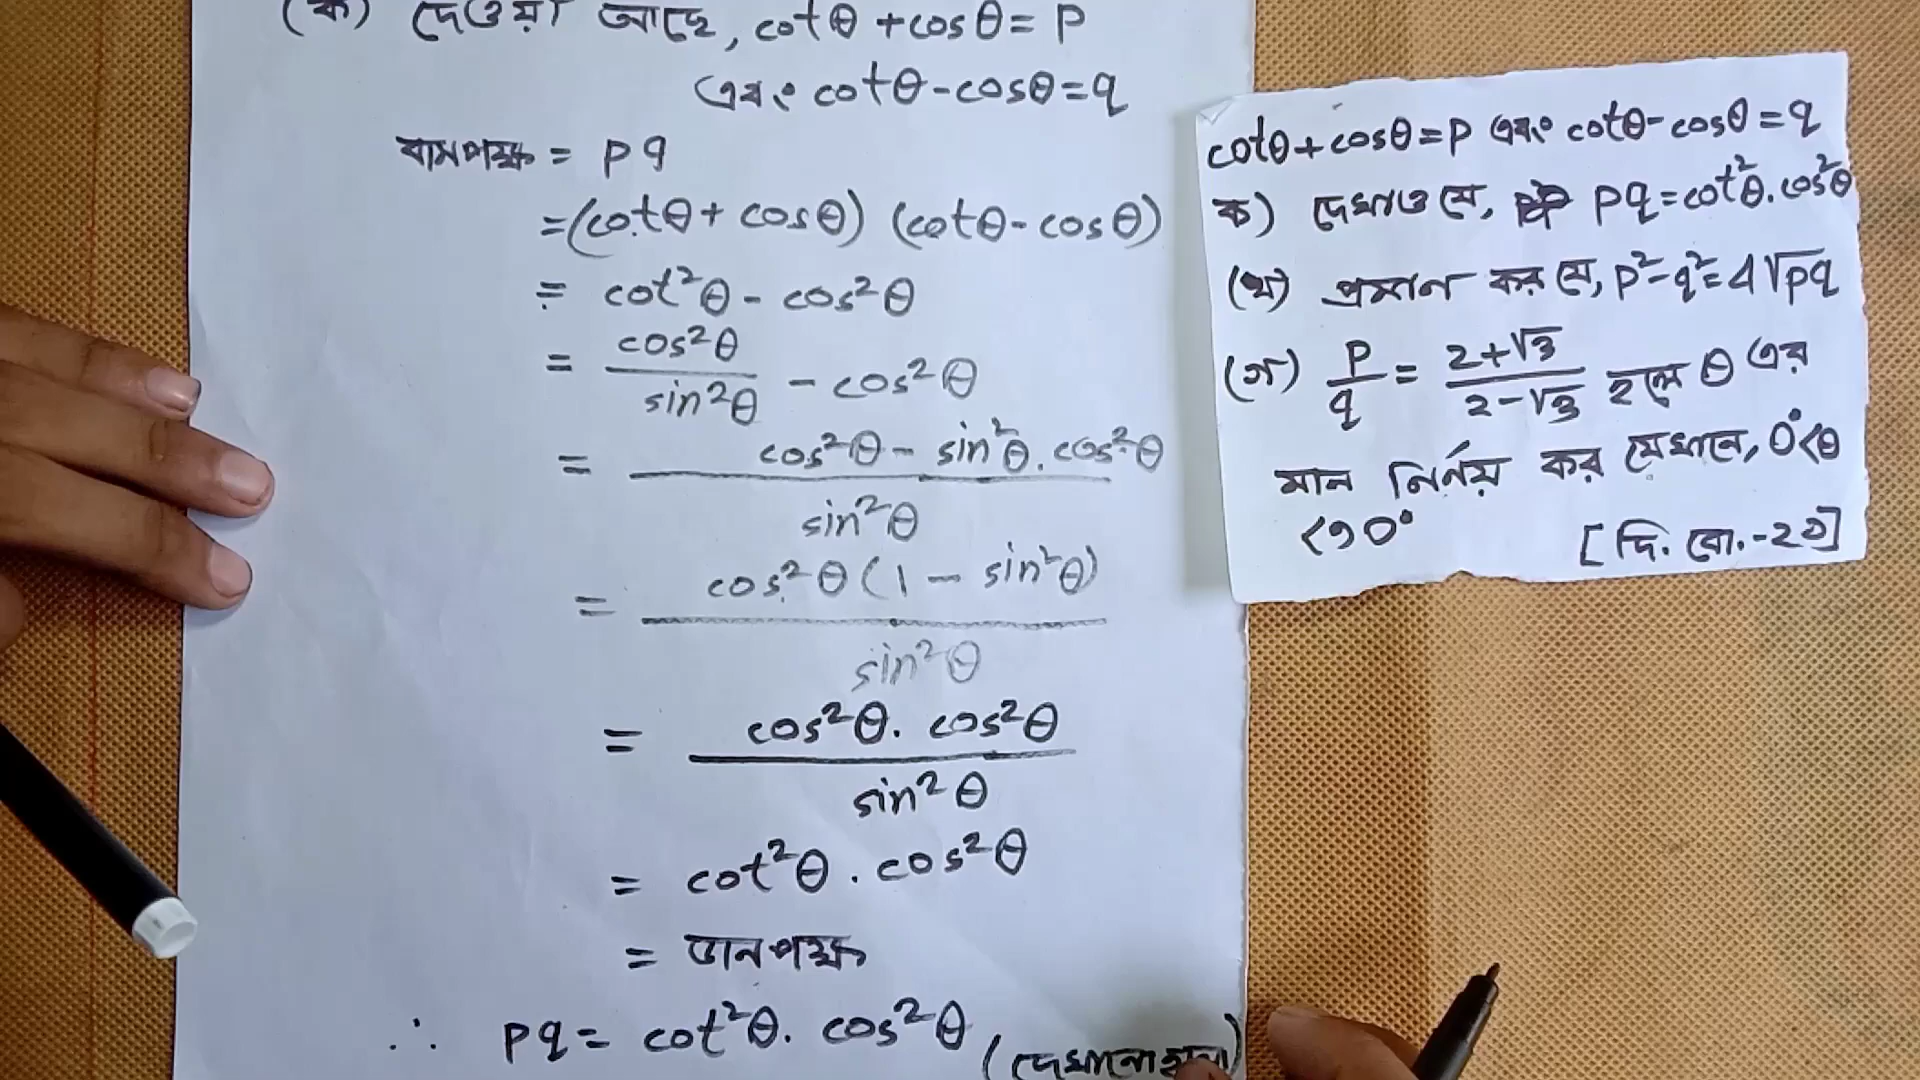 (ক) দেওয়া আছে, cotθ + cosθ = P
এবং cotθ - cosθ = q
বামপক্ষ = pq
= (cotθ + cosθ) (cotθ - cosθ)
= cot²θ - cos²θ
= cos²θ / sin²θ - cos²θ
= cos²θ - sin²θ . cos²θ / sin²θ
= cos²θ (1 - sin²θ) / sin²θ
= cos²θ . cos²θ / sin²θ
= cot²θ . cos²θ
= ডানপক্ষ
∴ pq = cot²θ . cos²θ (দেখানো হলো)
cotθ + cosθ = P এবং cotθ - cosθ = q
ক) দেখাও যে, pq = cot²θ . cos²θ
(খ) প্রমান কর যে, p² - q² = 4√pq
(গ) P/q = 2+√3 / 2-√3 হলে θ এর
মান নির্ণয় কর যেখানে, 0° < θ
< ৯0° [দি. বো. - ২০]